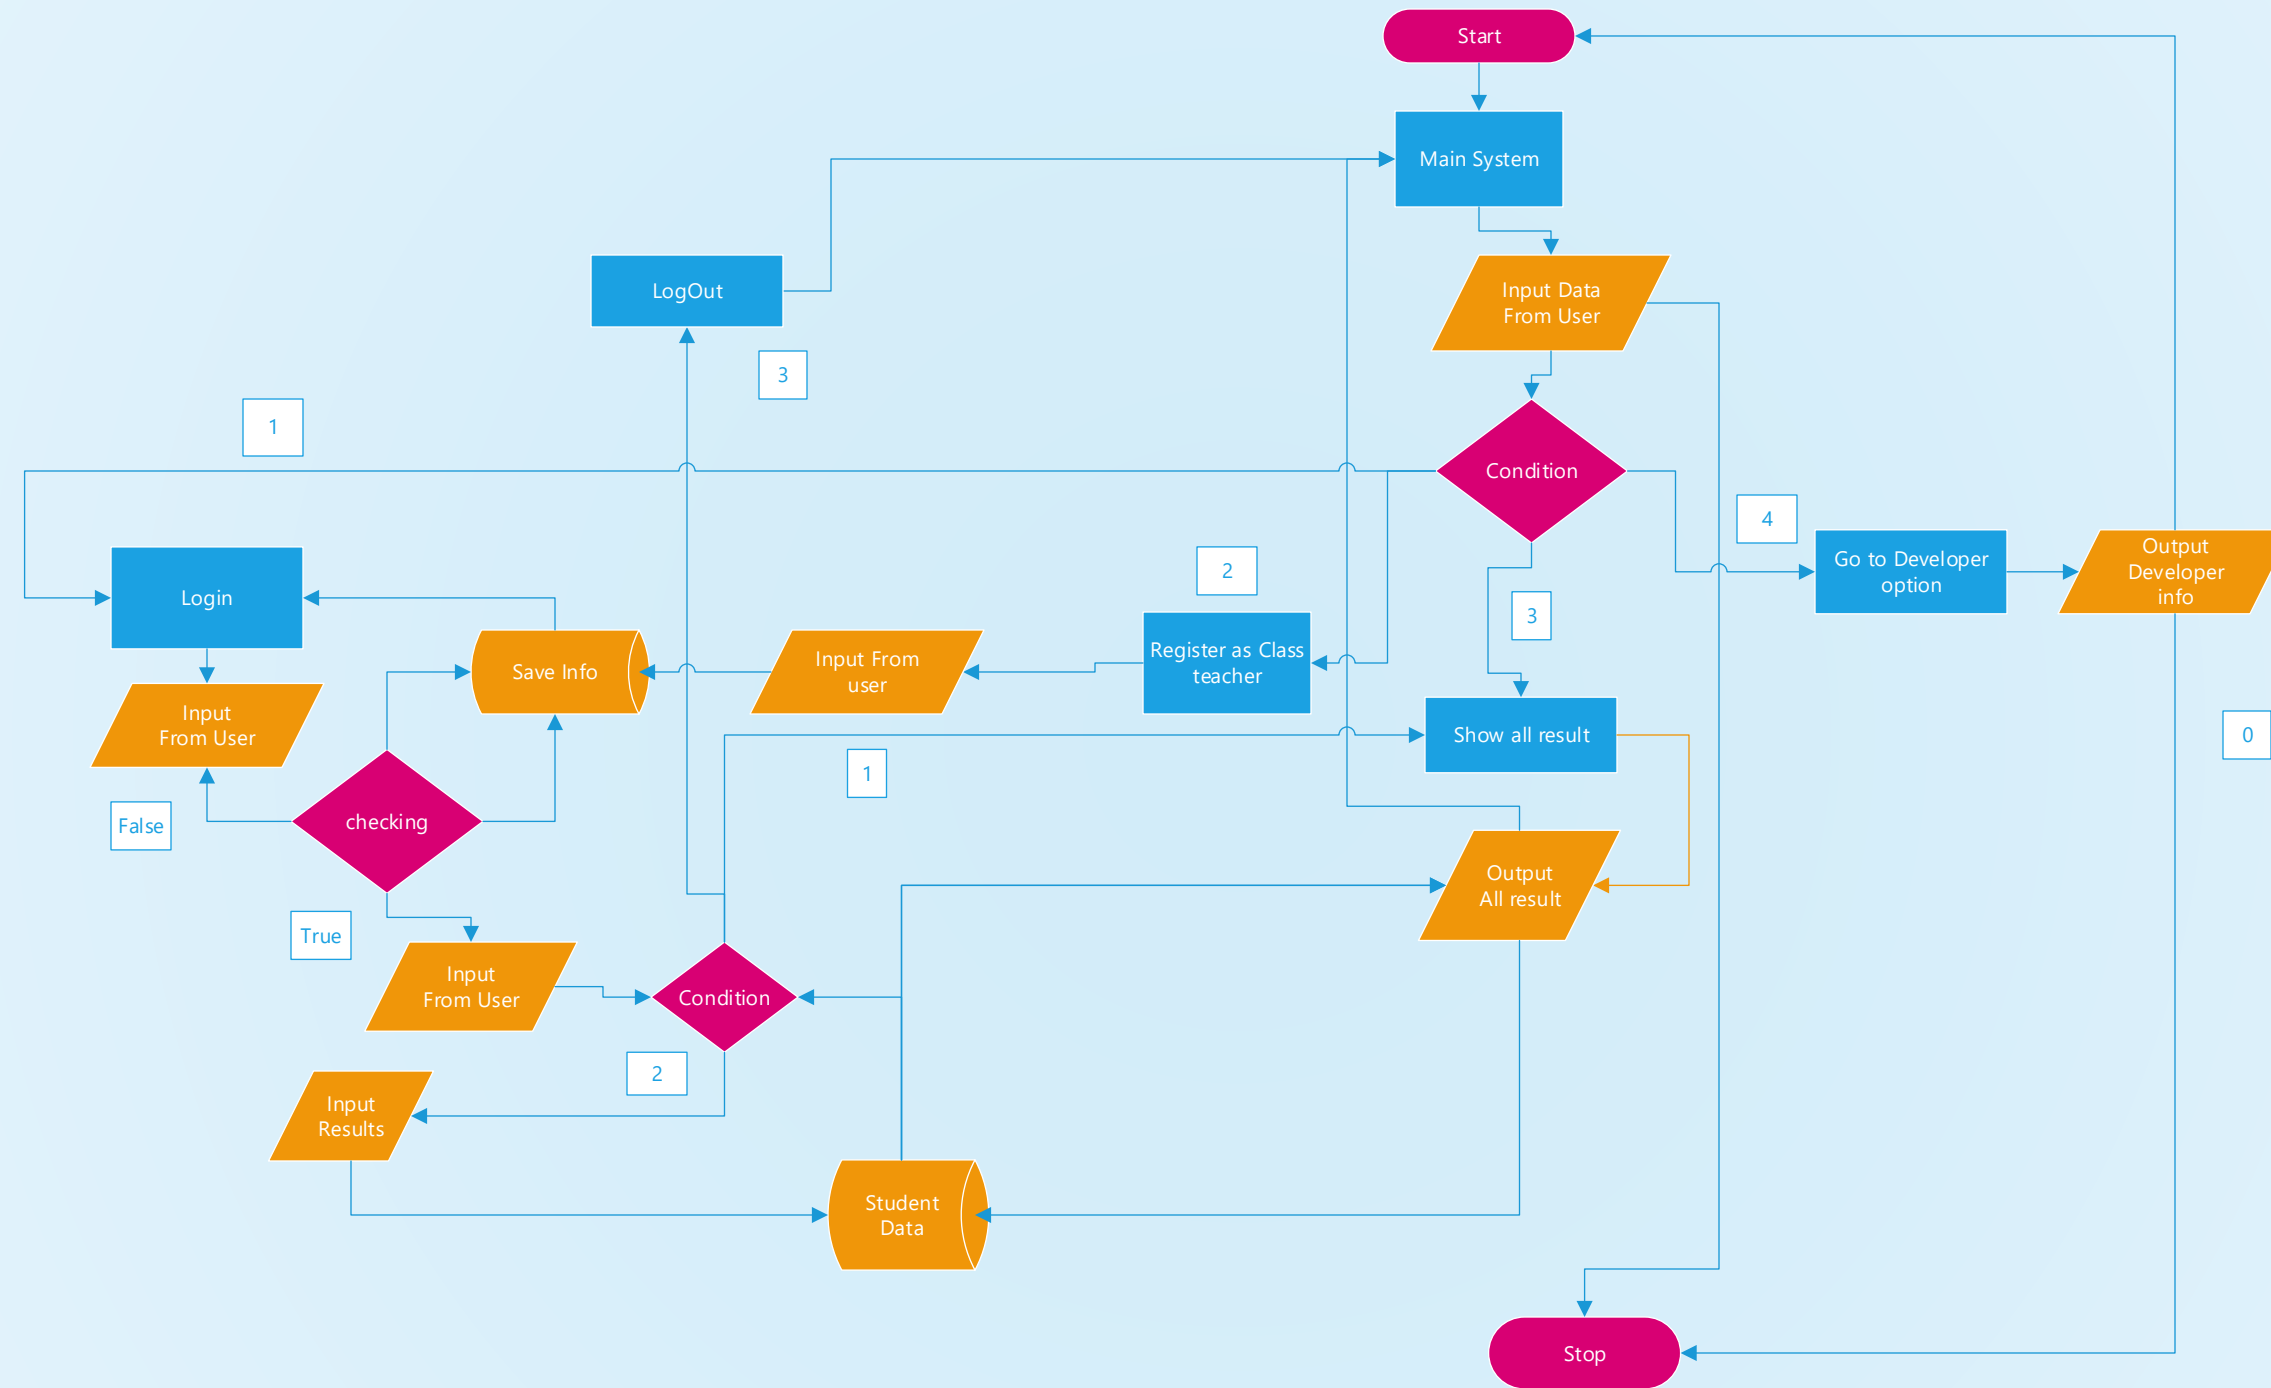 Start
Main System
LogOut
Input Data
From User
3
1
Condition
4
2
Output
Developer
info
Go to Developer
option
Login
3
Register as Class
teacher
Input From
user
Save Info
Input
From User
Show all result
0
1
False
checking
Output
All result
True
Input
From User
Condition
2
Input
Results
Student
Data
Stop